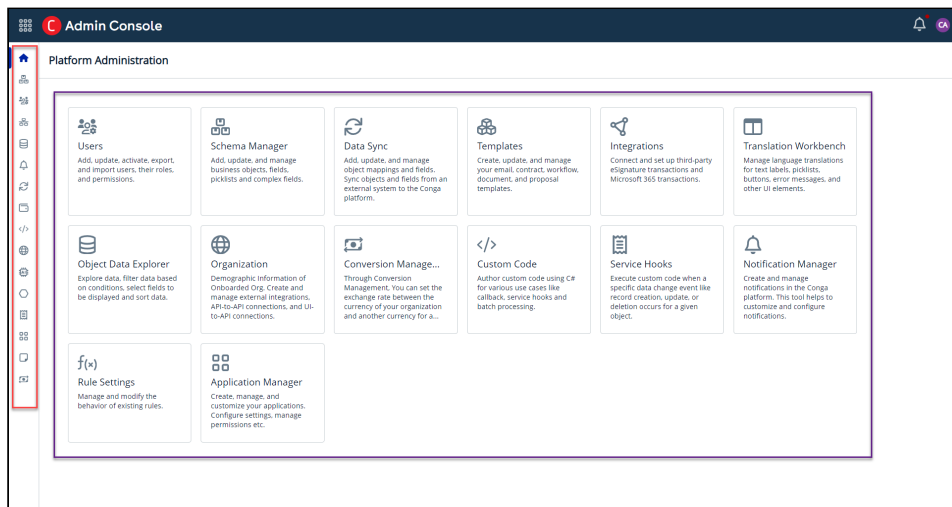 C Admin Console
CA
Platform Administration
Users
Add, update, activate, export,
and import users, their roles,
and permissions.
Schema Manager
Add, update, and manage
business objects, fields,
picklists and complex fields.
Data Sync
Add, update, and manage
object mappings and fields.
Sync objects and fields from an
external system to the Conga
platform.
Templates
Create, update, and manage
your email, contract, workflow,
document, and proposal
templates.
Integrations
Connect and set up third-party
eSignature transactions and
Microsoft 365 transactions.
Translation Workbench
Manage language translations
for text labels, picklists,
buttons, error messages, and
other UI elements.
Object Data Explorer
Explore data, filter data based
on conditions, select fields to
be displayed and sort data.
Organization
Demographic Information of
Onboarded Org. Create and
manage external integrations,
API-to-API connections, and UI-
to-API connections.
Conversion Manage...
Through Conversion
Management, You can set the
exchange rate between the
currency of your organization
and another currency for a...
</>
Custom Code
Author custom code using C#
for various use cases like
callback, service hooks and
batch processing.
Service Hooks
Execute custom code when a
specific data change event like
record creation, update, or
deletion occurs for a given
object.
Notification Manager
Create and manage
notifications in the Conga
platform. This tool helps to
customize and configure
notifications.
f(x)
Rule Settings
Manage and modify the
behavior of existing rules.
Application Manager
Create, manage, and
customize your applications.
Configure settings, manage
permissions etc.